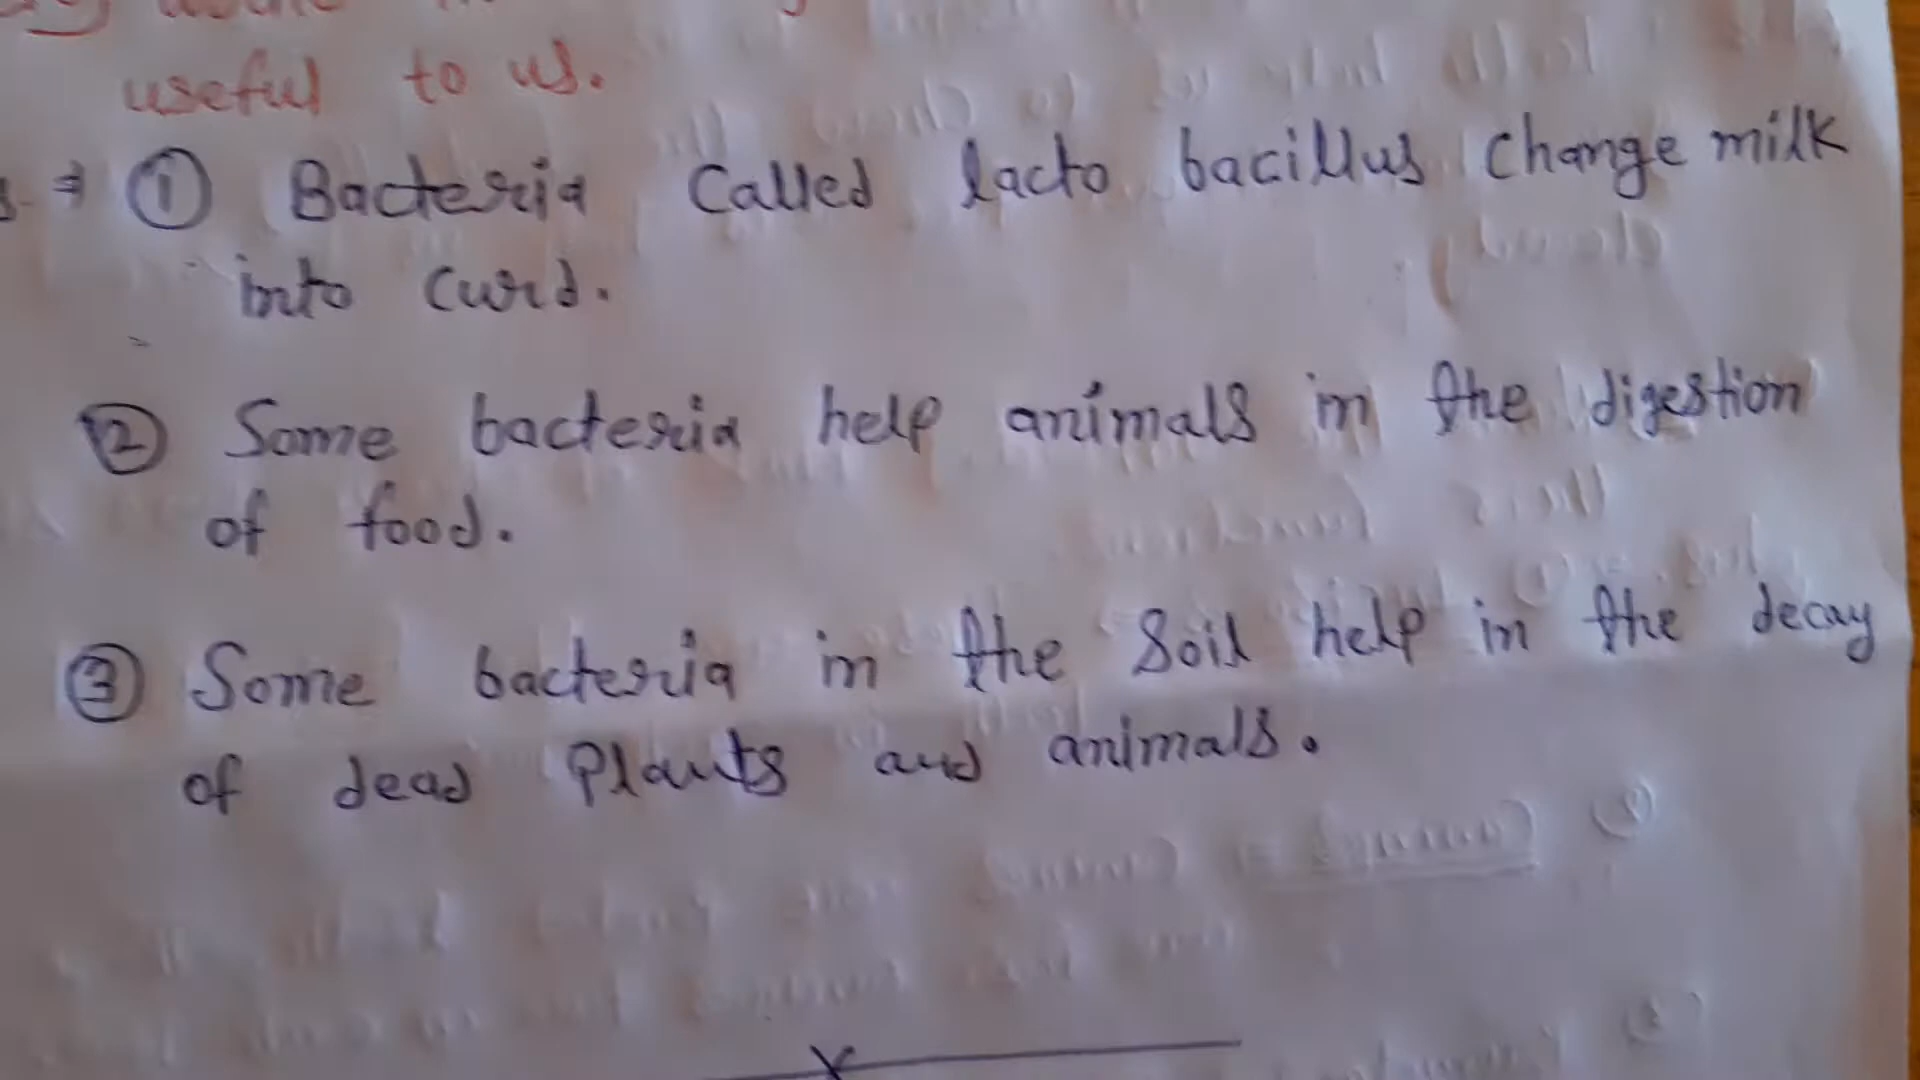 useful to us.
⇒ ① Bacteria Called lacto bacillus change milk
into curd.
② Some bacteria help animals in the digestion
of food.
③ Some bacteria in the Soil help in the decay
of dead Plants and animals.